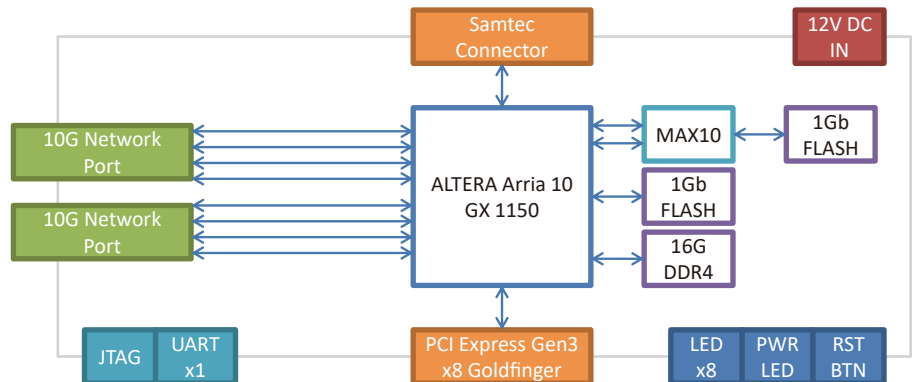 Samtec
Connector
12V DC
IN
10G Network
Port
10G Network
Port
ALTERA Arria 10
GX 1150
MAX10
1Gb
FLASH
1Gb
FLASH
16G
DDR4
JTAG
UART
x1
PCI Express Gen3
x8 Goldfinger
LED
x8
PWR
LED
RST
BTN